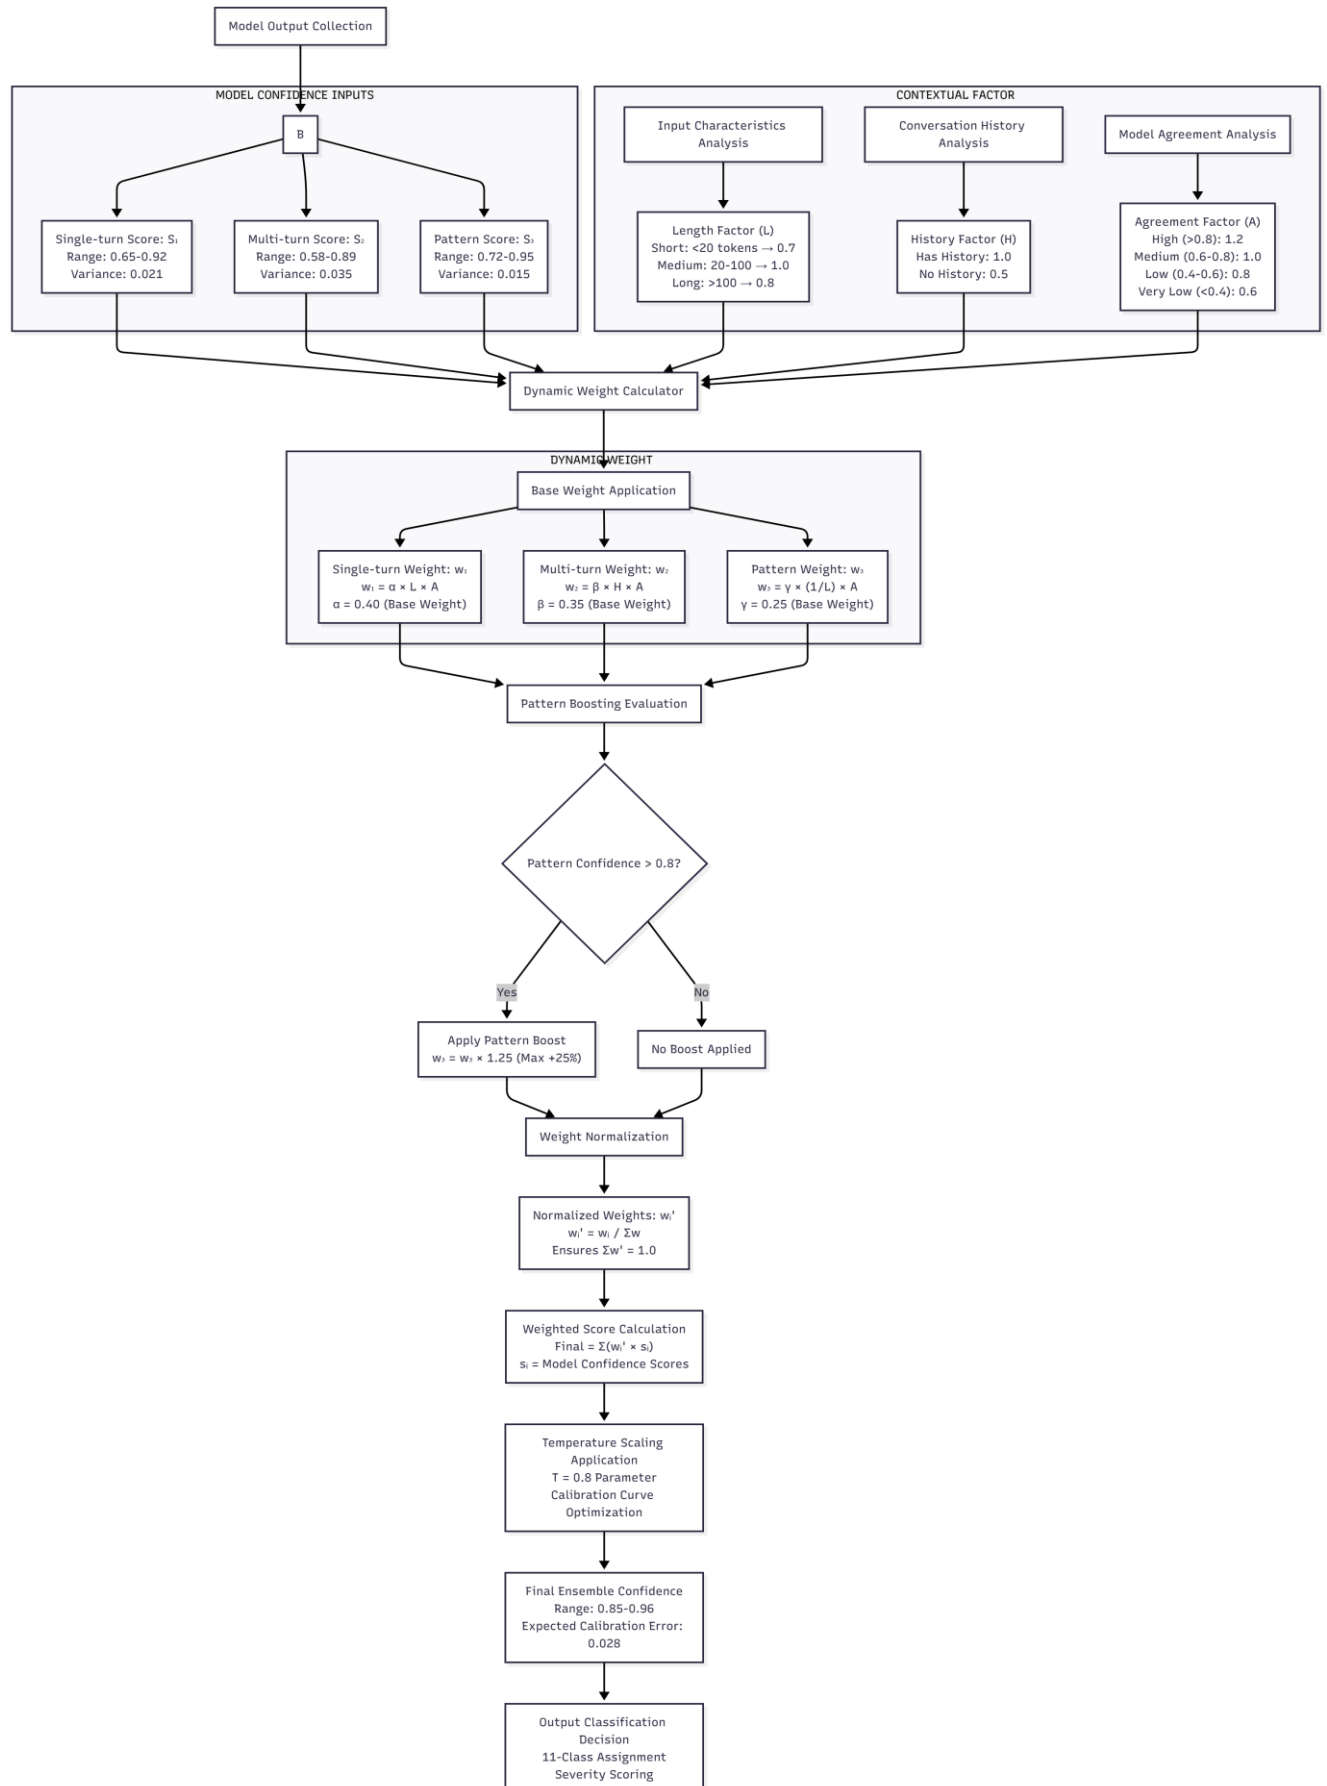 Model Output Collection
MODEL CONFIDENCE INPUTS
B
Single-turn Score: S₁
Range: 0.65-0.92
Variance: 0.021
Multi-turn Score: S₂
Range: 0.58-0.89
Variance: 0.035
Pattern Score: S₃
Range: 0.72-0.95
Variance: 0.015
CONTEXTUAL FACTOR
Input Characteristics
Analysis
Conversation History
Analysis
Model Agreement Analysis
Length Factor (L)
Short: <20 tokens → 0.7
Medium: 20-100 → 1.0
Long: >100 → 0.8
History Factor (H)
Has History: 1.0
No History: 0.5
Agreement Factor (A)
High (>0.8): 1.2
Medium (0.6-0.8): 1.0
Low (0.4-0.6): 0.8
Very Low (<0.4): 0.6
Dynamic Weight Calculator
DYNAMIC WEIGHT
Base Weight Application
Single-turn Weight: w₁
w₁ = α × L × A
α = 0.40 (Base Weight)
Multi-turn Weight: w₂
w₂ = β × H × A
β = 0.35 (Base Weight)
Pattern Weight: w₃
w₃ = γ × (1/L) × A
γ = 0.25 (Base Weight)
Pattern Boosting Evaluation
Pattern Confidence > 0.8?
Yes
No
Apply Pattern Boost
w₃ = w₃ × 1.25 (Max +25%)
No Boost Applied
Weight Normalization
Normalized Weights: wᵢ'
wᵢ' = wᵢ / Σw
Ensures Σw' = 1.0
Weighted Score Calculation
Final = Σ(wᵢ' × sᵢ)
sᵢ = Model Confidence Scores
Temperature Scaling
Application
T = 0.8 Parameter
Calibration Curve
Optimization
Final Ensemble Confidence
Range: 0.85-0.96
Expected Calibration Error:
0.028
Output Classification
Decision
11-Class Assignment
Severity Scoring